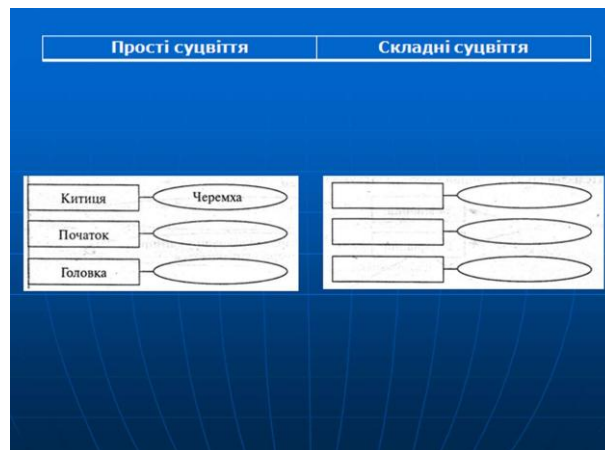 Прості суцвіття Складні суцвіття
Китиця Черемха
Початок
Головка